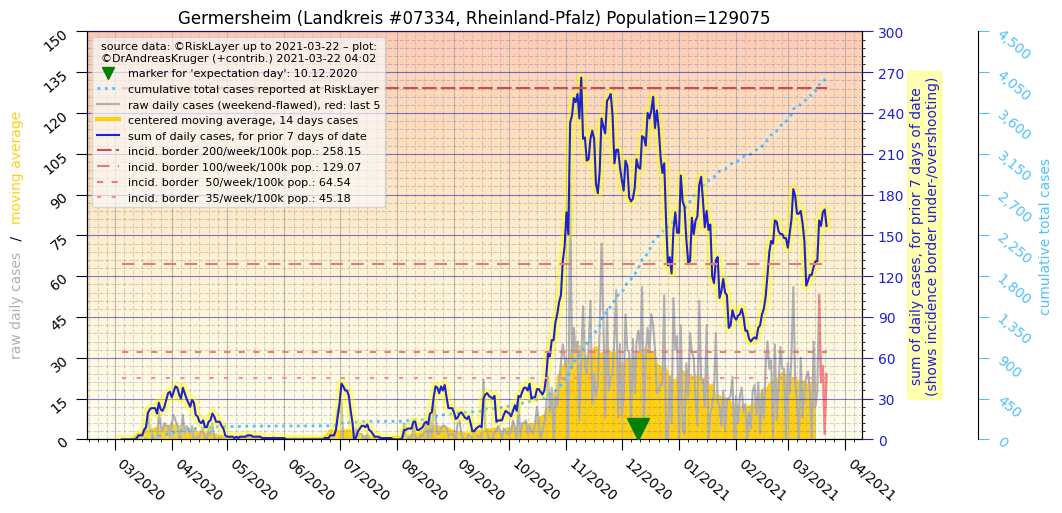 Germersheim (Landkreis #07334, Rheinland-Pfalz) Population=129075
source data: ©RiskLayer up to 2021-03-22 – plot:
©DrAndreasKruger (+contrib.) 2021-03-22 04:02
marker for 'expectation day': 10.12.2020
cumulative total cases reported at RiskLayer
raw daily cases (weekend-flawed), red: last 5
centered moving average, 14 days cases
sum of daily cases, for prior 7 days of date
incid. border 200/week/100k pop.: 258.15
incid. border 100/week/100k pop.: 129.07
incid. border  50/week/100k pop.: 64.54
incid. border  35/week/100k pop.: 45.18
raw daily cases  /  moving average
150
135
120
105
90
75
60
45
30
15
0
03/2020
04/2020
05/2020
06/2020
07/2020
08/2020
09/2020
10/2020
11/2020
12/2020
01/2021
02/2021
03/2021
04/2021
300
270
240
210
180
150
120
90
60
30
0
sum of daily cases, for prior 7 days of date
(shows incidence border under-/overshooting)
4,500
4,050
3,600
3,150
2,700
2,250
1,800
1,350
900
450
0
cumulative total cases